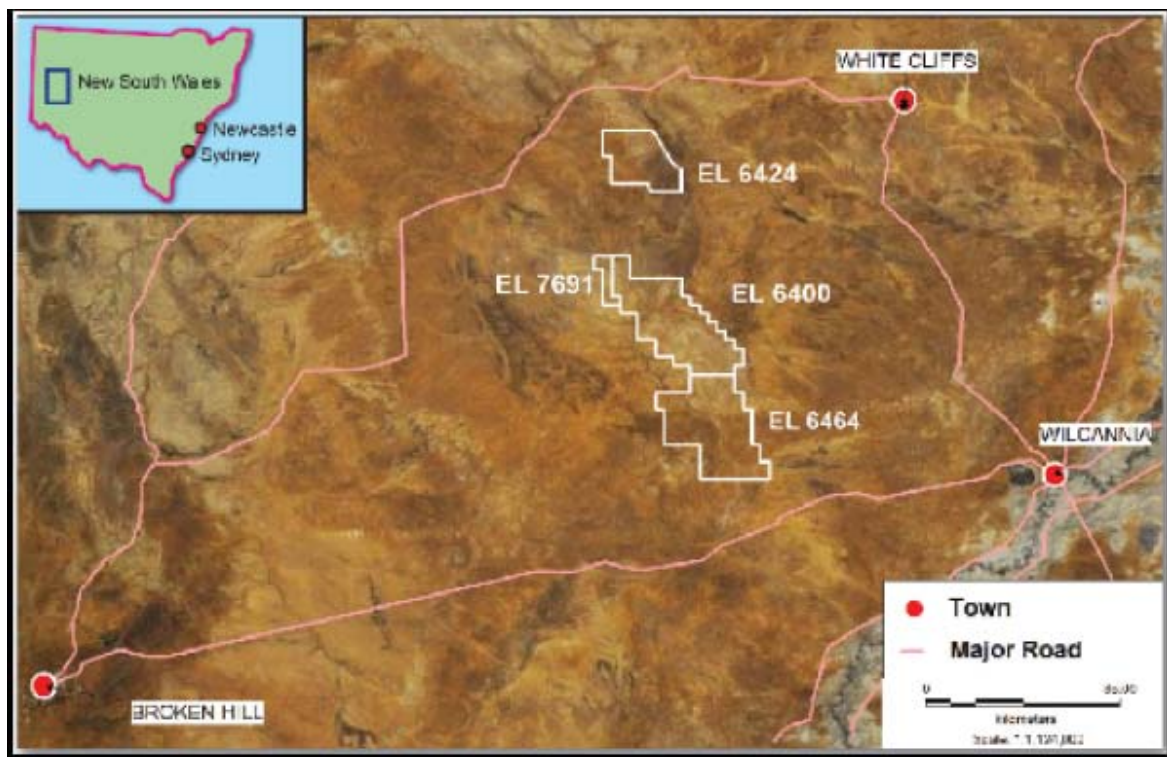 New South Wales
Newcastle
Sydney
WHITE CLIFFS
EL 6424
EL 7691
EL 6400
EL 6464
WILCANNIA
BROKEN HILL
Town
Major Road
0
kilometers